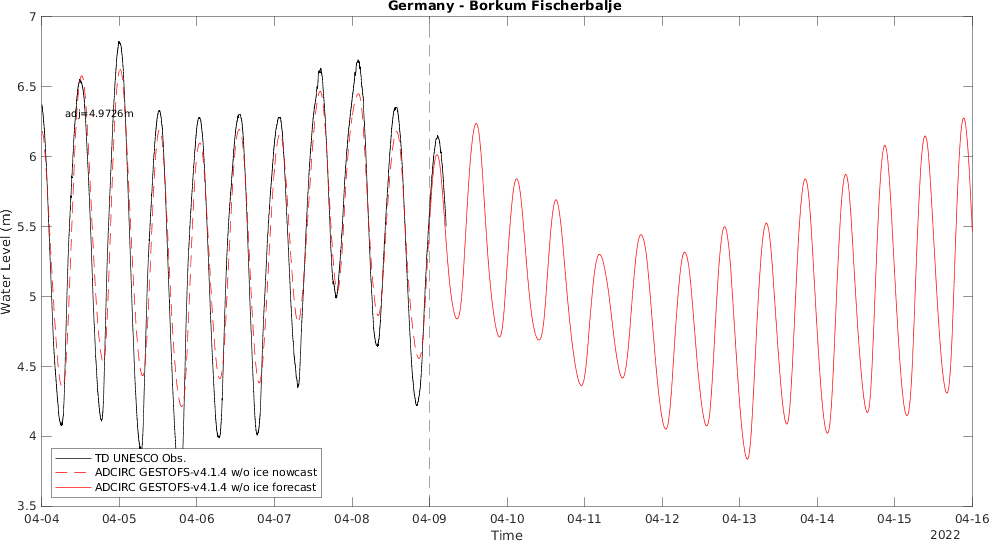 Germany - Borkum Fischerbalje
7
6.5
adj=4.9726m
6
5.5
5
4.5
4
3.5
Water Level (m)
TD UNESCO Obs.
ADCIRC GESTOFS-v4.1.4 w/o ice nowcast
ADCIRC GESTOFS-v4.1.4 w/o ice forecast
04-04 04-05 04-06 04-07 04-08 04-09 04-10 04-11 04-12 04-13 04-14 04-15 04-16
Time
2022